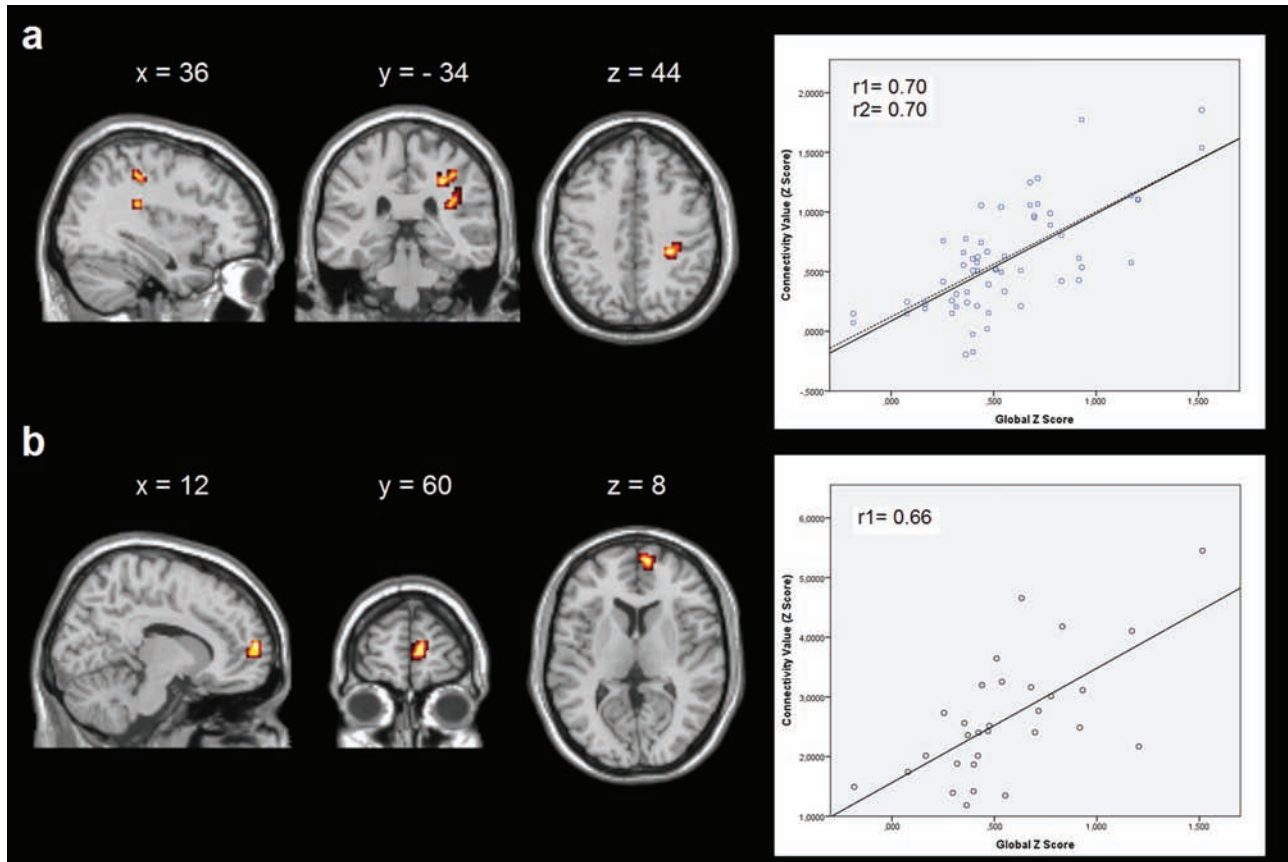 a
x = 36
y = - 34
z = 44
r1= 0.70
r2= 0.70
Connectivity Value (Z Score)
2,0000
1,5000
1,0000
,5000
,0000
-,5000
,000
,500
1,000
1,500
Global Z Score
b
x = 12
y = 60
z = 8
r1= 0.66
Connectivity Value (Z Score)
6,0000
5,0000
4,0000
3,0000
2,0000
1,0000
,000
,500
1,000
1,500
Global Z Score